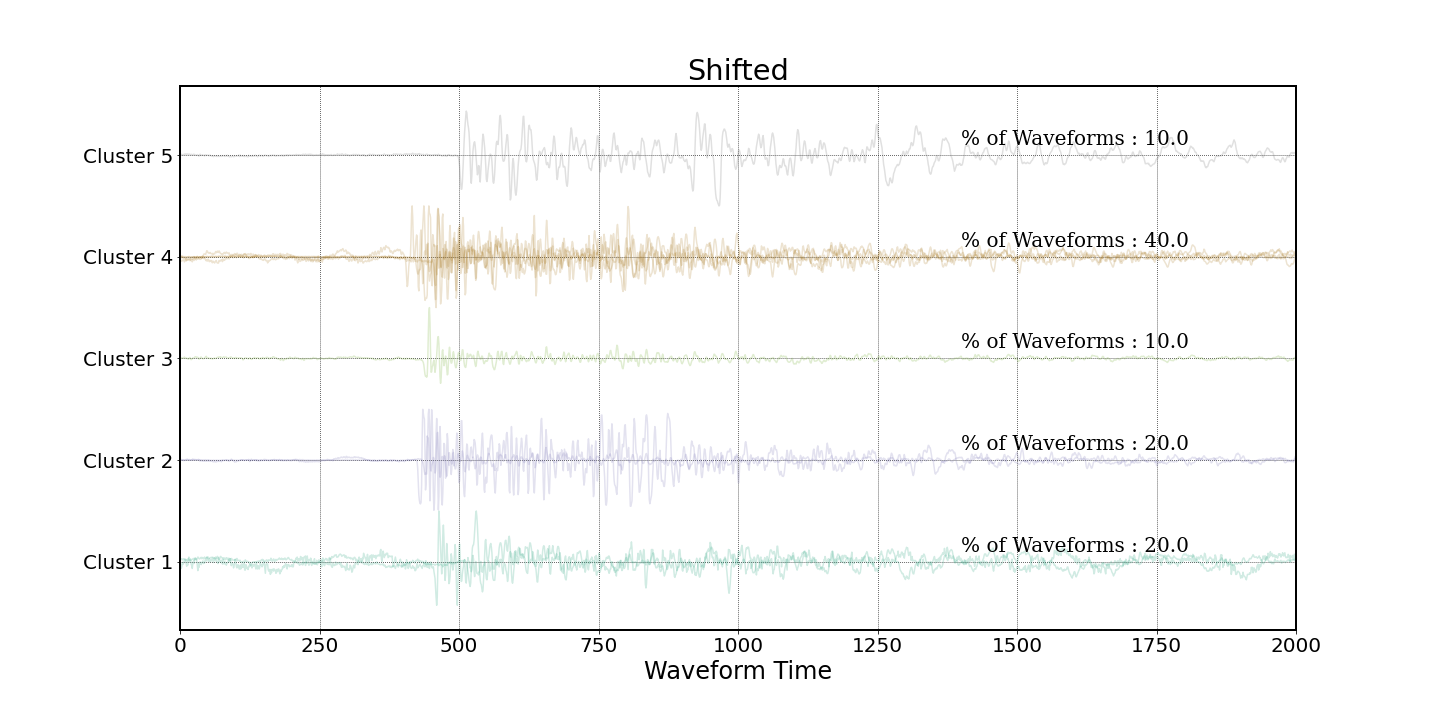 Shifted
Cluster 5
% of Waveforms : 10.0
Cluster 4
% of Waveforms : 40.0
Cluster 3
% of Waveforms : 10.0
Cluster 2
% of Waveforms : 20.0
Cluster 1
% of Waveforms : 20.0
0 250 500 750 1000 1250 1500 1750 2000
Waveform Time